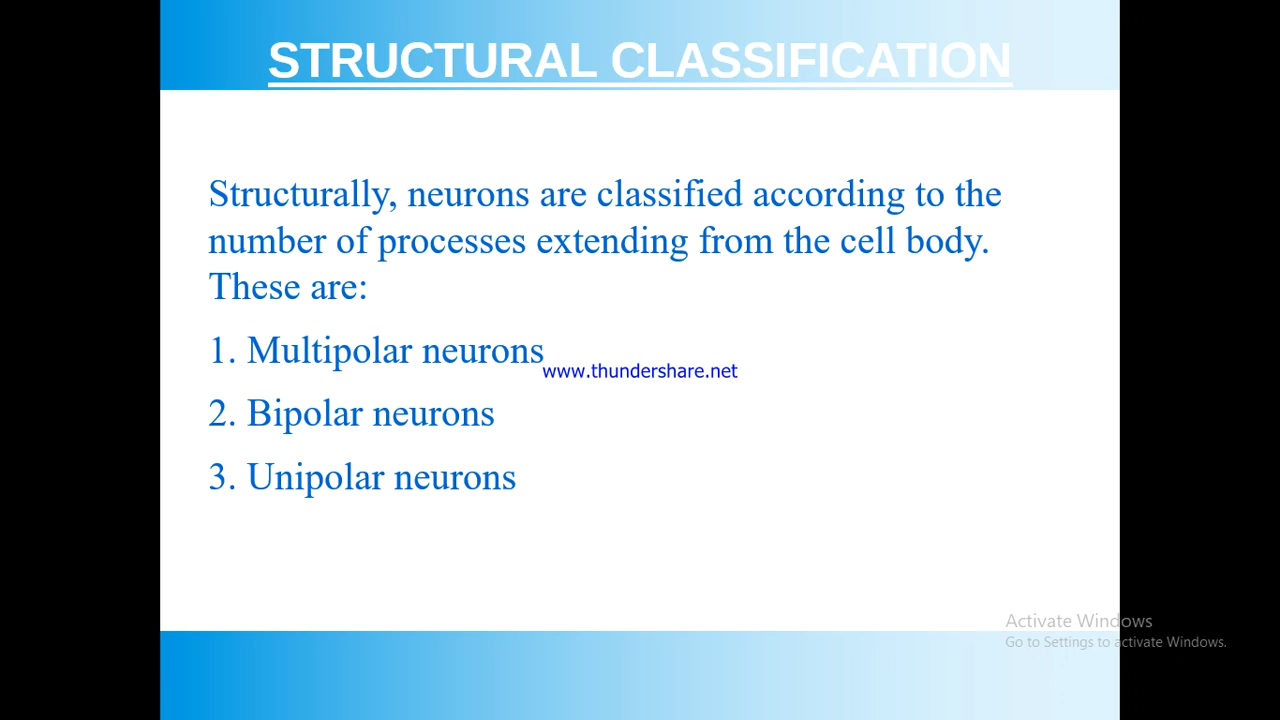 STRUCTURAL CLASSIFICATION
Structurally, neurons are classified according to the
number of processes extending from the cell body.
These are:
1. Multipolar neurons
www.thundershare.net
2. Bipolar neurons
3. Unipolar neurons
Activate Windows
Go to Settings to activate Windows.